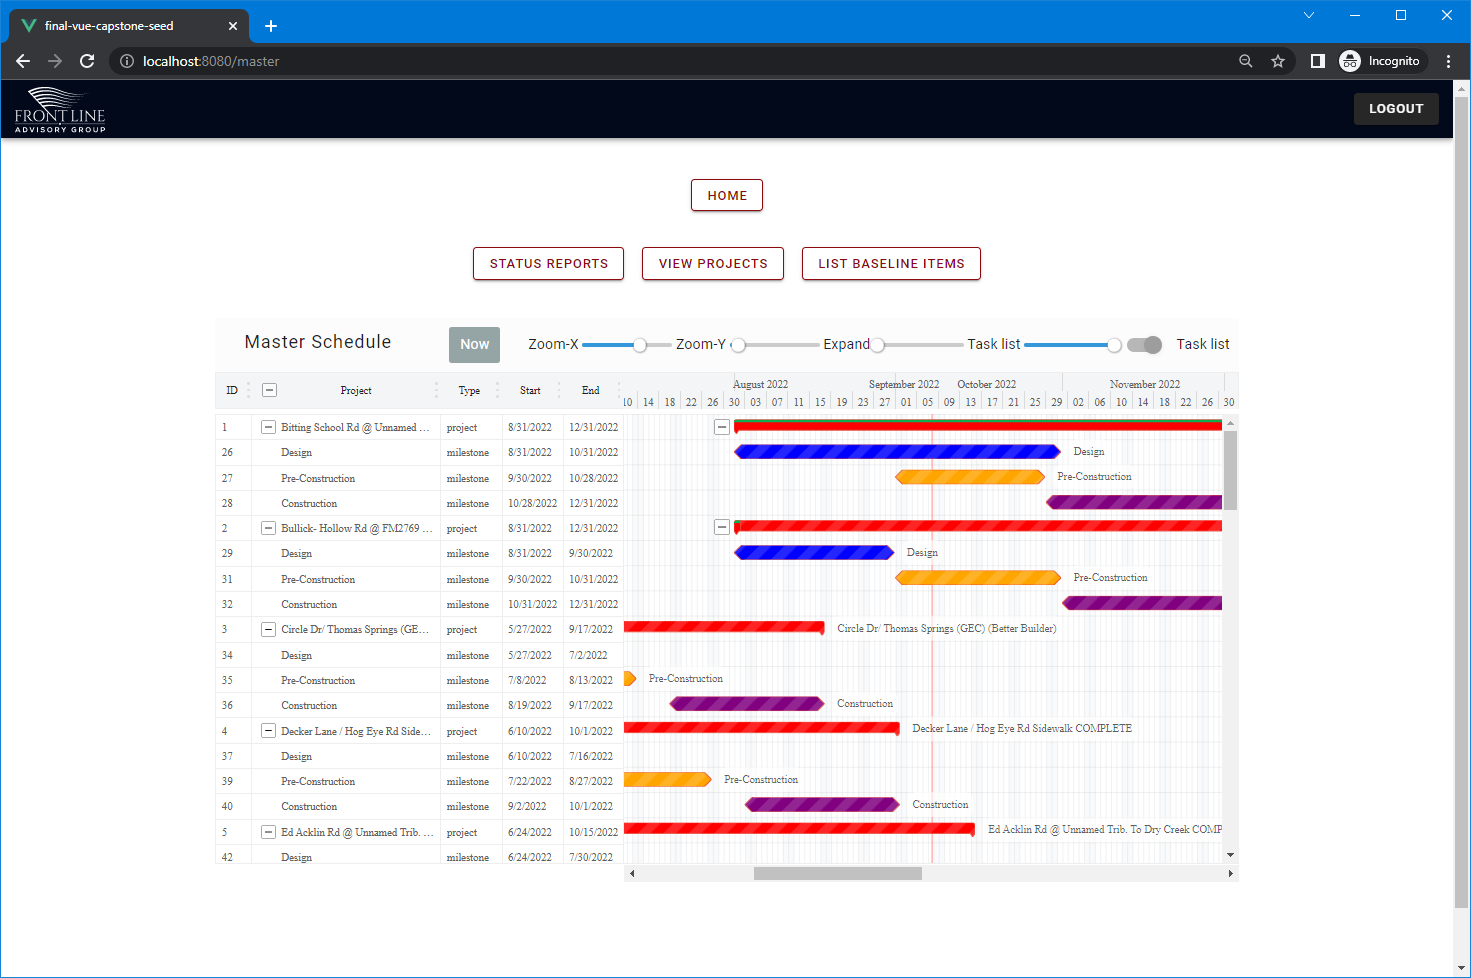 final-vue-capstone-seed
localhost:8080/master
Incognito
FRONT LINE
ADVISORY GROUP
LOGOUT
HOME
STATUS REPORTS VIEW PROJECTS LIST BASELINE ITEMS
Master Schedule Now Zoom-X Zoom-Y Expand Task list Task list
ID Project Type Start End
August 2022 September 2022 October 2022 November 2022
10 14 18 22 26 30 03 07 11 15 19 23 27 01 05 09 13 17 21 25 29 02 06 10 14 18 22 26 30
1 Bitting School Rd @ Unnamed ... project 8/31/2022 12/31/2022
26 Design milestone 8/31/2022 10/31/2022 Design
27 Pre-Construction milestone 9/30/2022 10/28/2022 Pre-Construction
28 Construction milestone 10/28/2022 12/31/2022
2 Bullick- Hollow Rd @ FM2769 ... project 8/31/2022 12/31/2022
29 Design milestone 8/31/2022 9/30/2022 Design
31 Pre-Construction milestone 9/30/2022 10/31/2022 Pre-Construction
32 Construction milestone 10/31/2022 12/31/2022
3 Circle Dr/ Thomas Springs (GE... project 5/27/2022 9/17/2022 Circle Dr/ Thomas Springs (GEC) (Better Builder)
34 Design milestone 5/27/2022 7/2/2022
35 Pre-Construction milestone 7/8/2022 8/13/2022 Pre-Construction
36 Construction milestone 8/19/2022 9/17/2022 Construction
4 Decker Lane / Hog Eye Rd Side... project 6/10/2022 10/1/2022 Decker Lane / Hog Eye Rd Sidewalk COMPLETE
37 Design milestone 6/10/2022 7/16/2022
39 Pre-Construction milestone 7/22/2022 8/27/2022 Pre-Construction
40 Construction milestone 9/2/2022 10/1/2022 Construction
5 Ed Acklin Rd @ Unnamed Trib. ... project 6/24/2022 10/15/2022 Ed Acklin Rd @ Unnamed Trib. To Dry Creek COMP
42 Design milestone 6/24/2022 7/30/2022